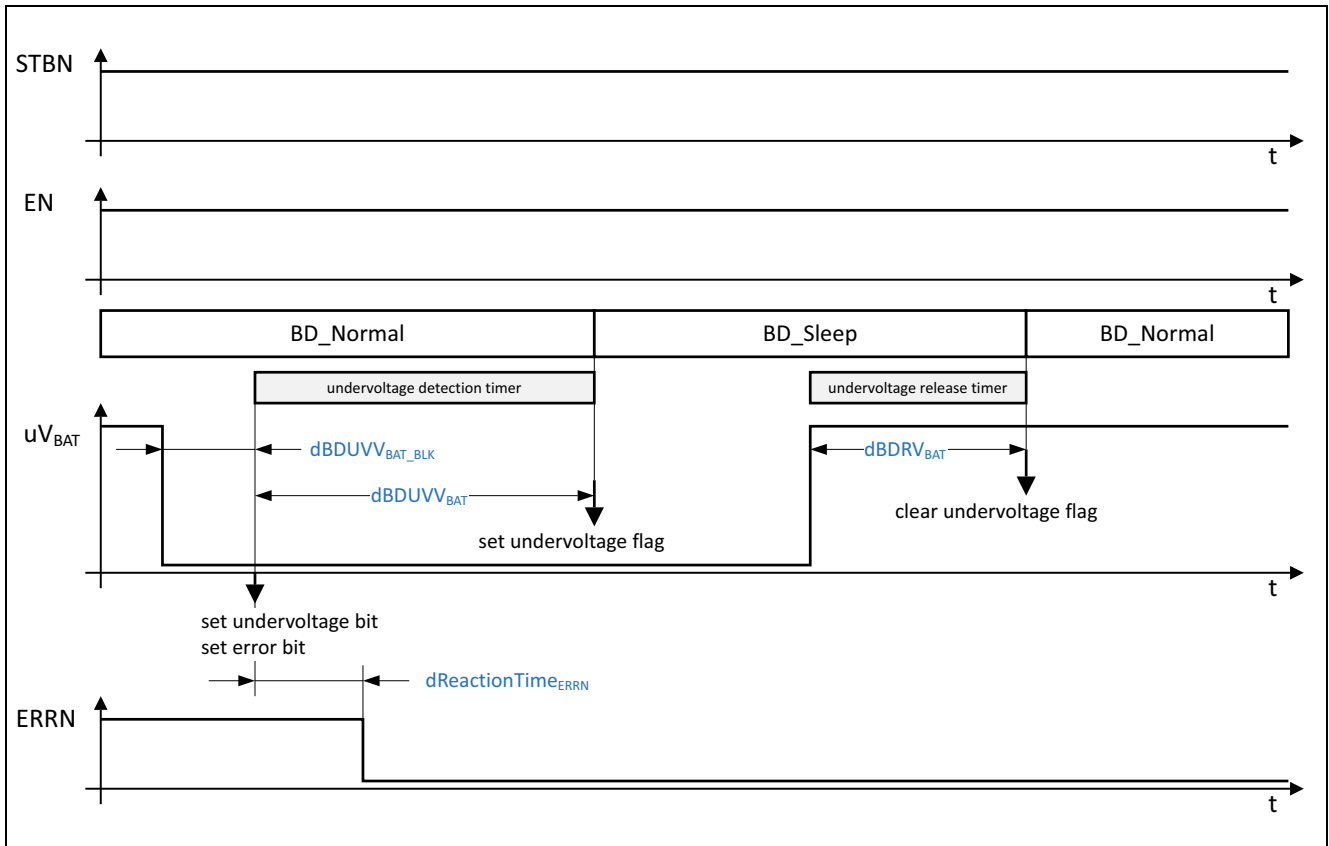 STBN
t
EN
t
BD_Normal
BD_Sleep
BD_Normal
undervoltage detection timer
undervoltage release timer
uVBAT
dBDUVVBAT_BLK
dBDRVBAT
dBDUVVBAT
clear undervoltage flag
set undervoltage flag
t
set undervoltage bit
set error bit
dReactionTimeERRN
ERRN
t